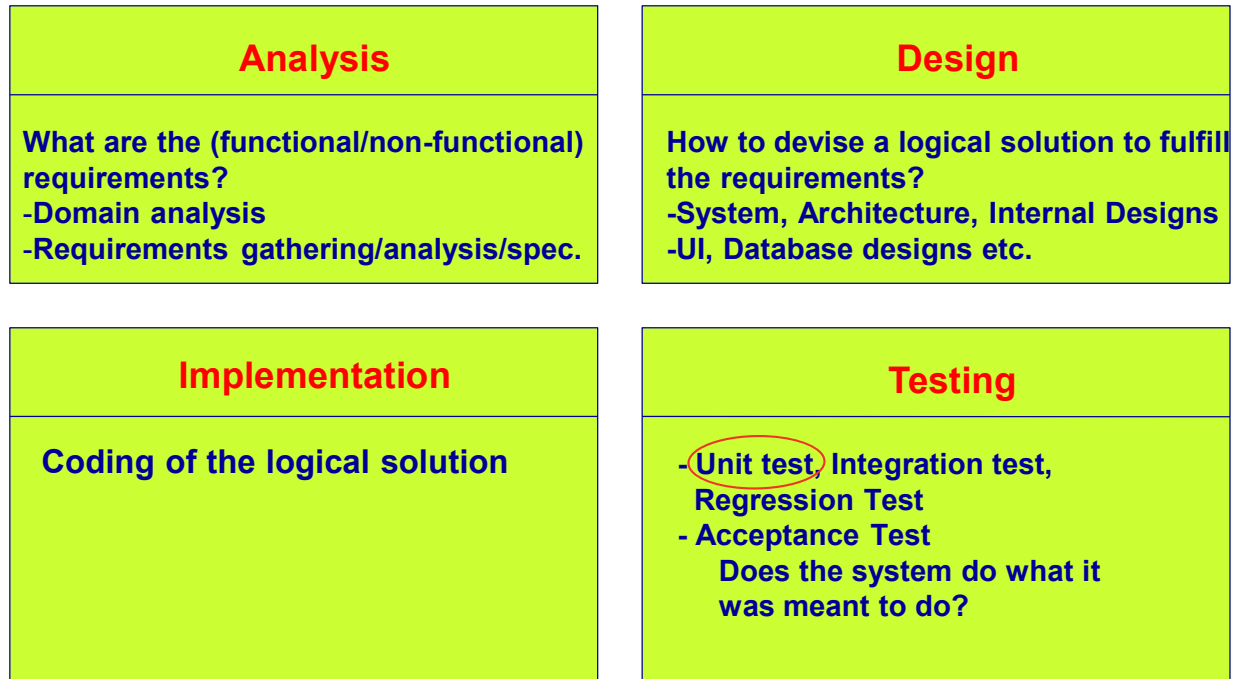 Analysis
What are the (functional/non-functional)
requirements?
-Domain analysis
-Requirements gathering/analysis/spec.
Design
How to devise a logical solution to fulfill
the requirements?
-System, Architecture, Internal Designs
-UI, Database designs etc.
Implementation
Coding of the logical solution
Testing
- Unit test, Integration test,
Regression Test
- Acceptance Test
Does the system do what it
was meant to do?